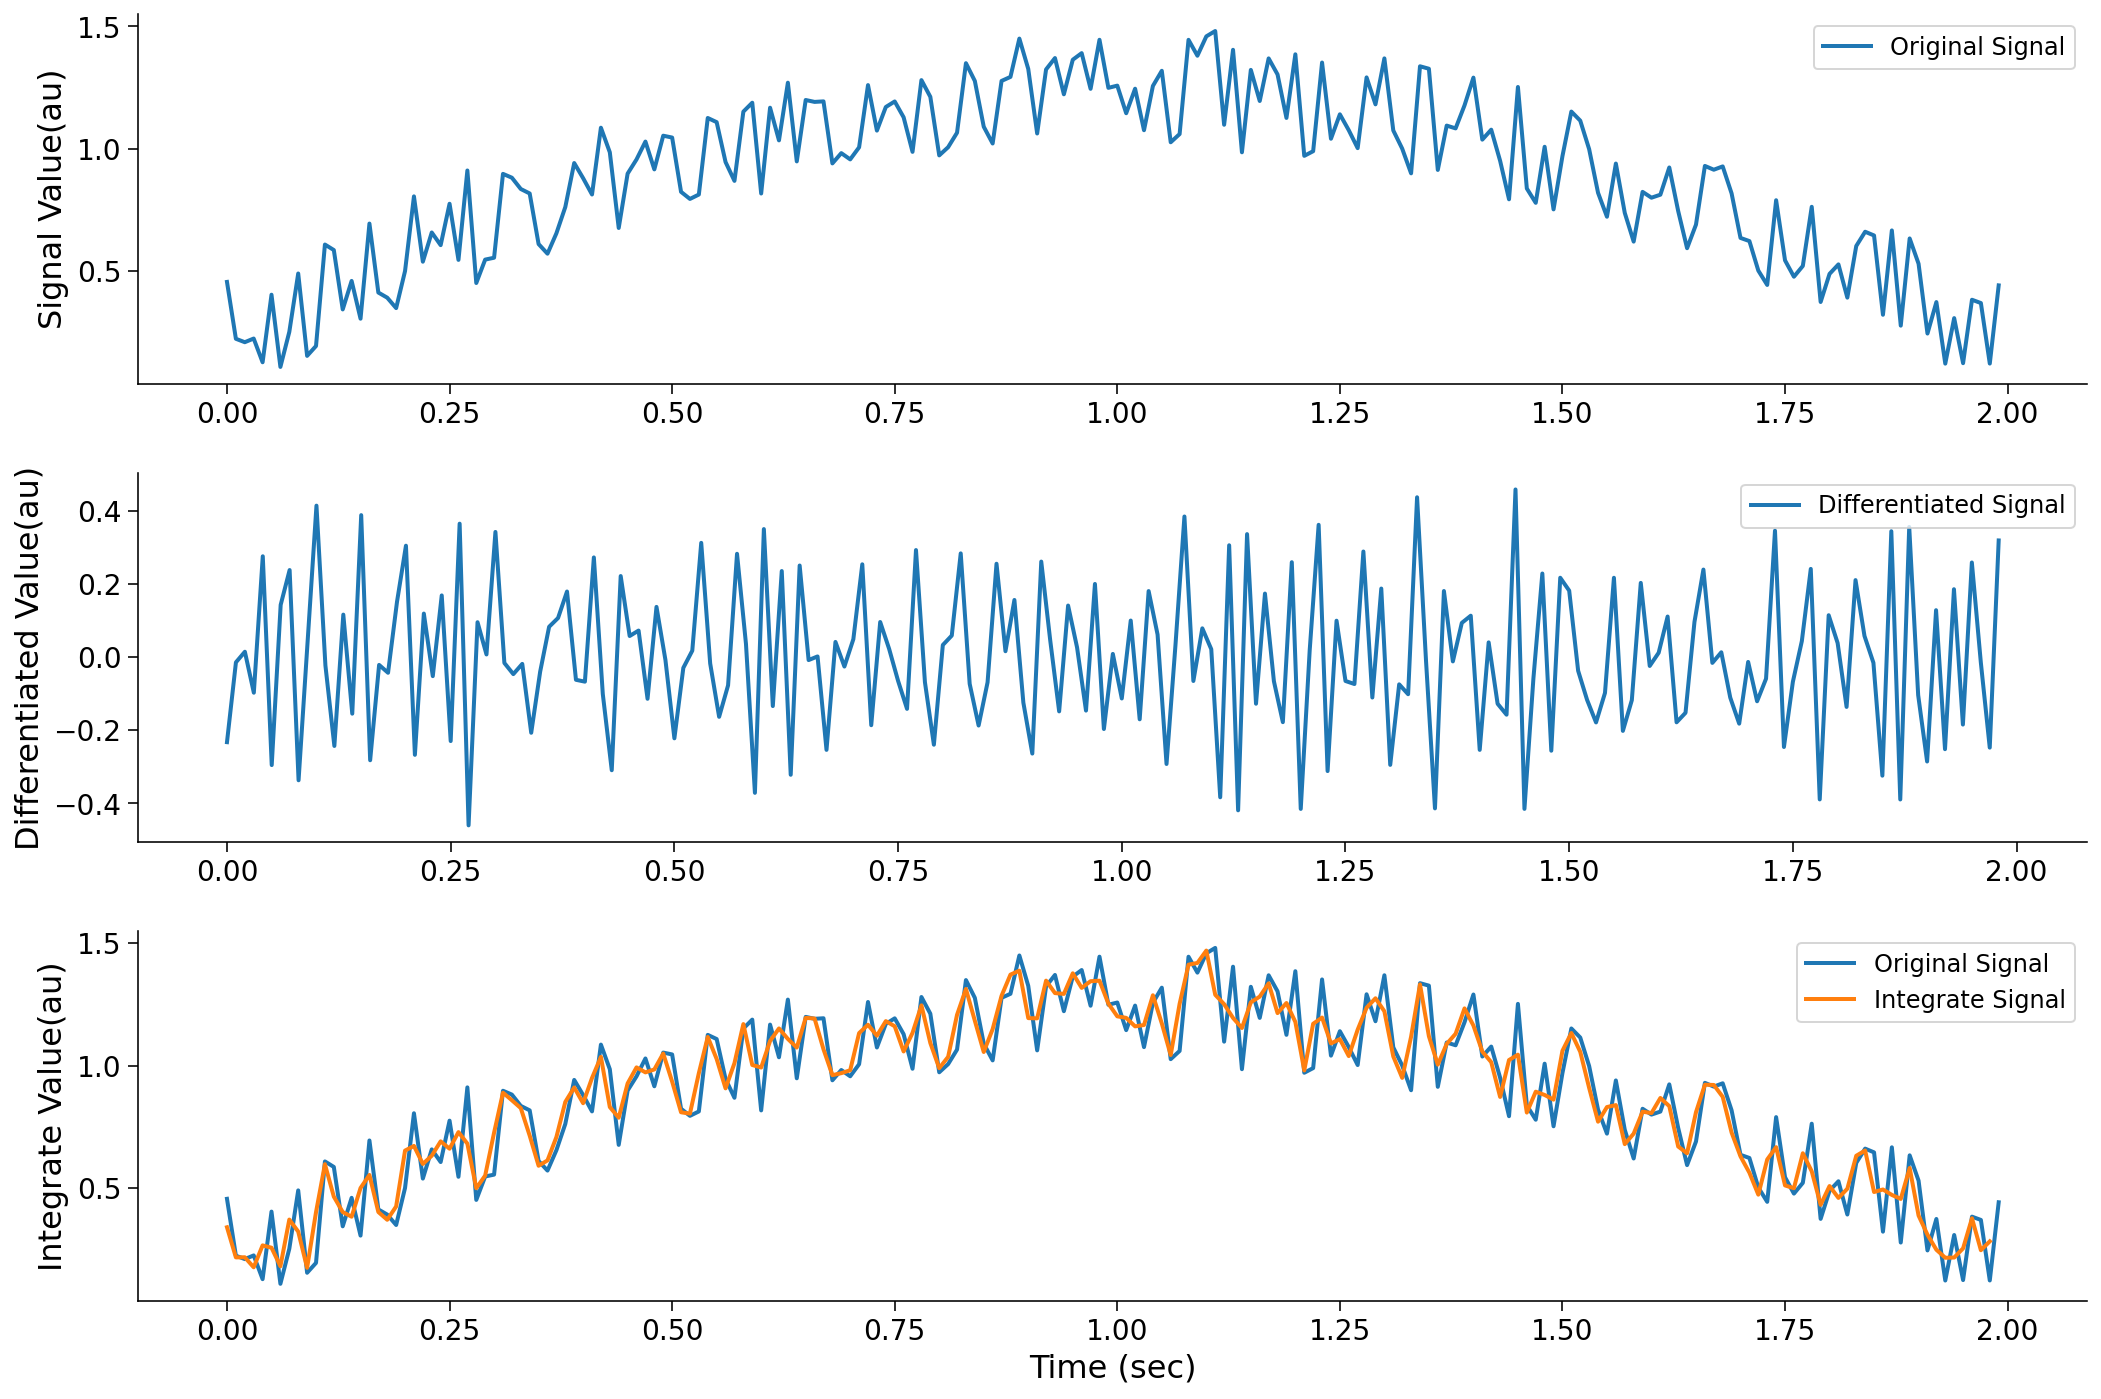 Signal Value(au)
1.5
1.0
0.5
Original Signal
0.00 0.25 0.50 0.75 1.00 1.25 1.50 1.75 2.00
Differentiated Value(au)
0.4
0.2
0.0
−0.2
−0.4
Differentiated Signal
0.00 0.25 0.50 0.75 1.00 1.25 1.50 1.75 2.00
Integrate Value(au)
1.5
1.0
0.5
Original Signal
Integrate Signal
0.00 0.25 0.50 0.75 1.00 1.25 1.50 1.75 2.00
Time (sec)